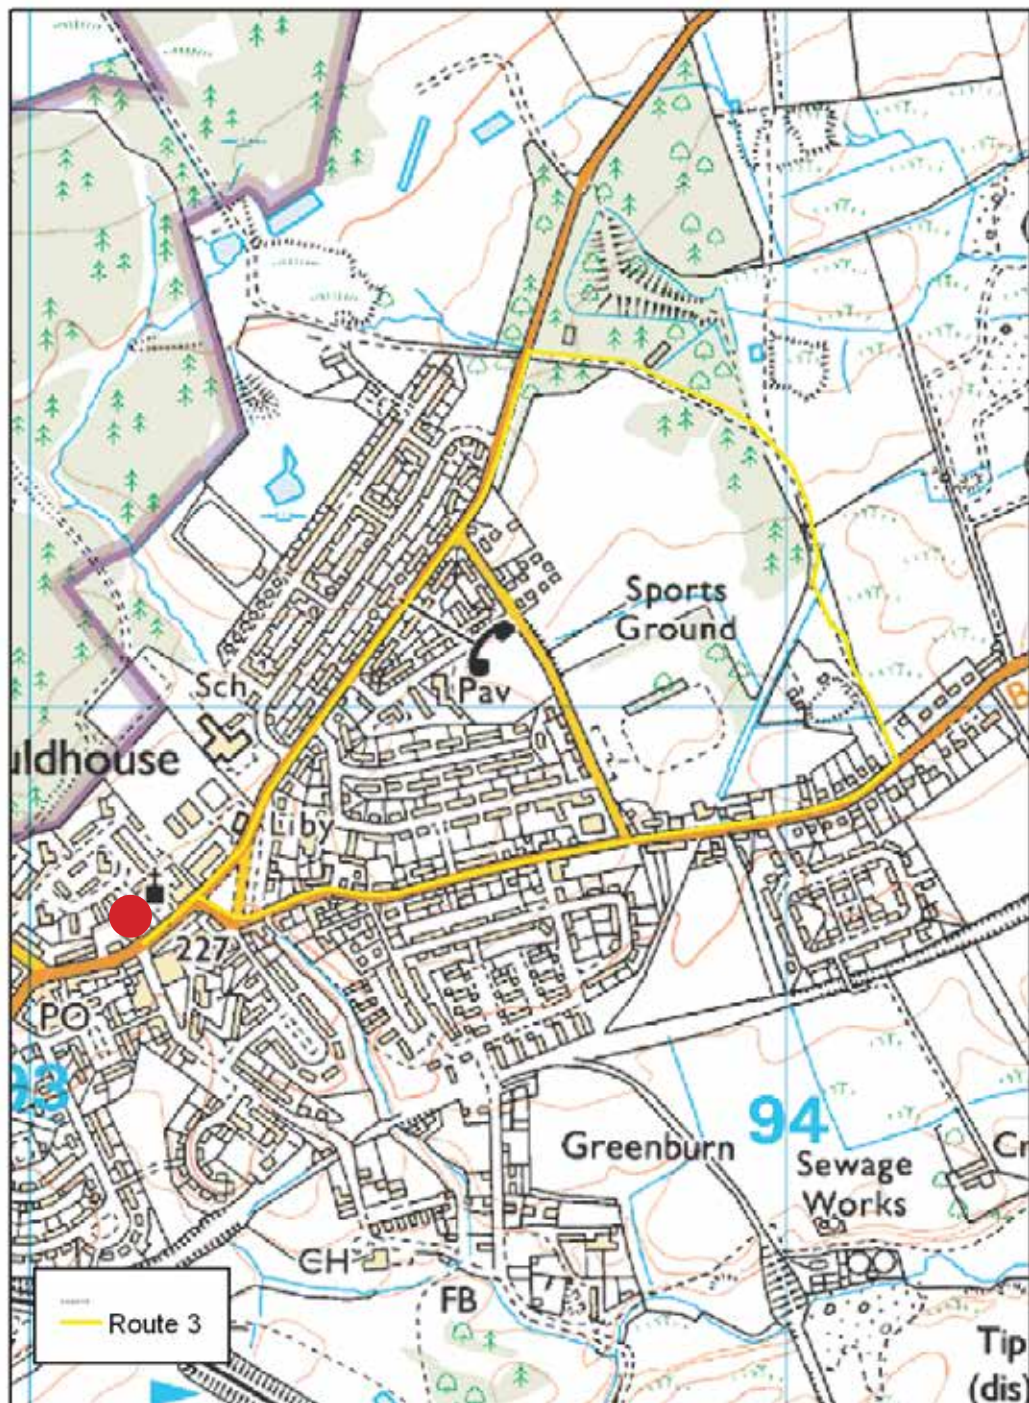 Sports
Ground
Sch
Pav
uldhouse
Liby
B
227
PO
93
94
Greenburn
Sewage
Works
Cr
CH
FB
Route 3
Tip
(dis)